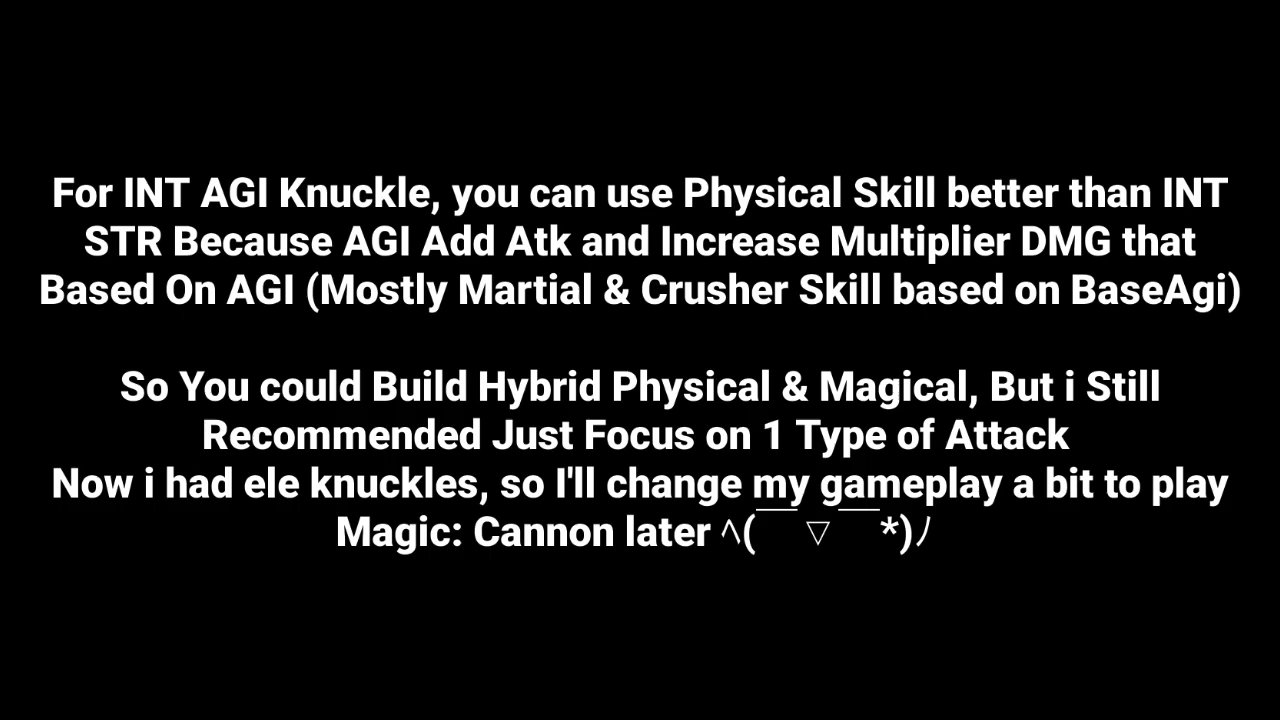 For INT AGI Knuckle, you can use Physical Skill better than INT
STR Because AGI Add Atk and Increase Multiplier DMG that
Based On AGI (Mostly Martial & Crusher Skill based on BaseAgi)
So You could Build Hybrid Physical & Magical, But i Still
Recommended Just Focus on 1 Type of Attack
Now i had ele knuckles, so I'll change my gameplay a bit to play
Magic: Cannon later ^(￣▽￣*)ﾉ